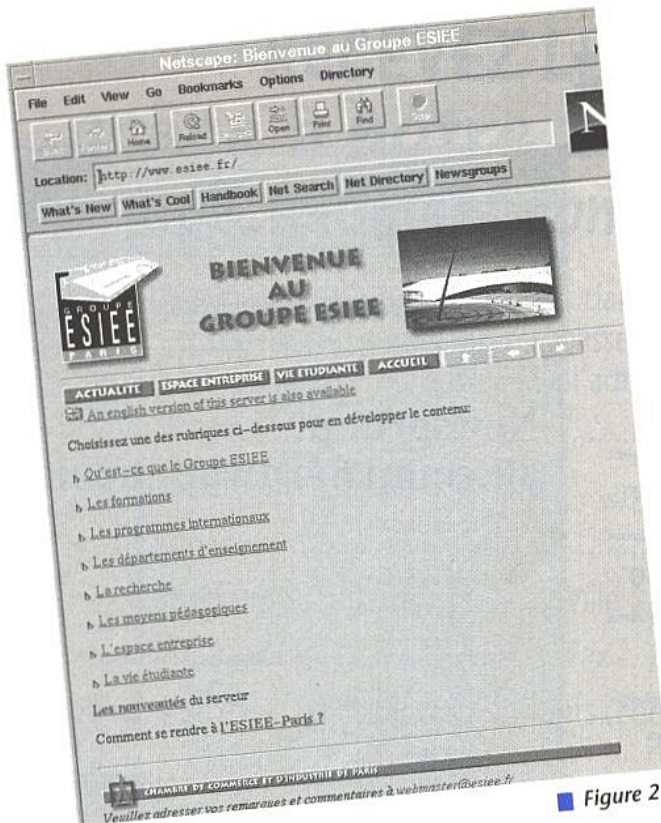 Netscape: Bienvenue au Groupe ESIEE
File Edit View Go Bookmarks Options Directory
Home Reload Open Print Find
Location: http://www.esiee.fr/
N
What's New What's Cool Handbook Net Search Net Directory Newsgroups
GROUPE
ESIEE
PARIS
BIENVENUE
AU
GROUPE ESIEE
ACTUALITE ESPACE ENTREPRISE VIE ETUDIANTE ACCUEIL
An english version of this server is also available
Choisissez une des rubriques ci-dessous pour en développer le contenu:
Qu'est-ce que le Groupe ESIEE
Les formations
Les programmes internationaux
Les départements d'enseignement
La recherche
Les moyens pédagogiques
L'espace entreprise
La vie étudiante
Les nouveautés du serveur
Comment se rendre à l'ESIEE-Paris ?
CHAMBRE DE COMMERCE ET D'INDUSTRIE DE PARIS
Veuillez adresser vos remarques et commentaires à webmaster@esiee.fr
Figure 2